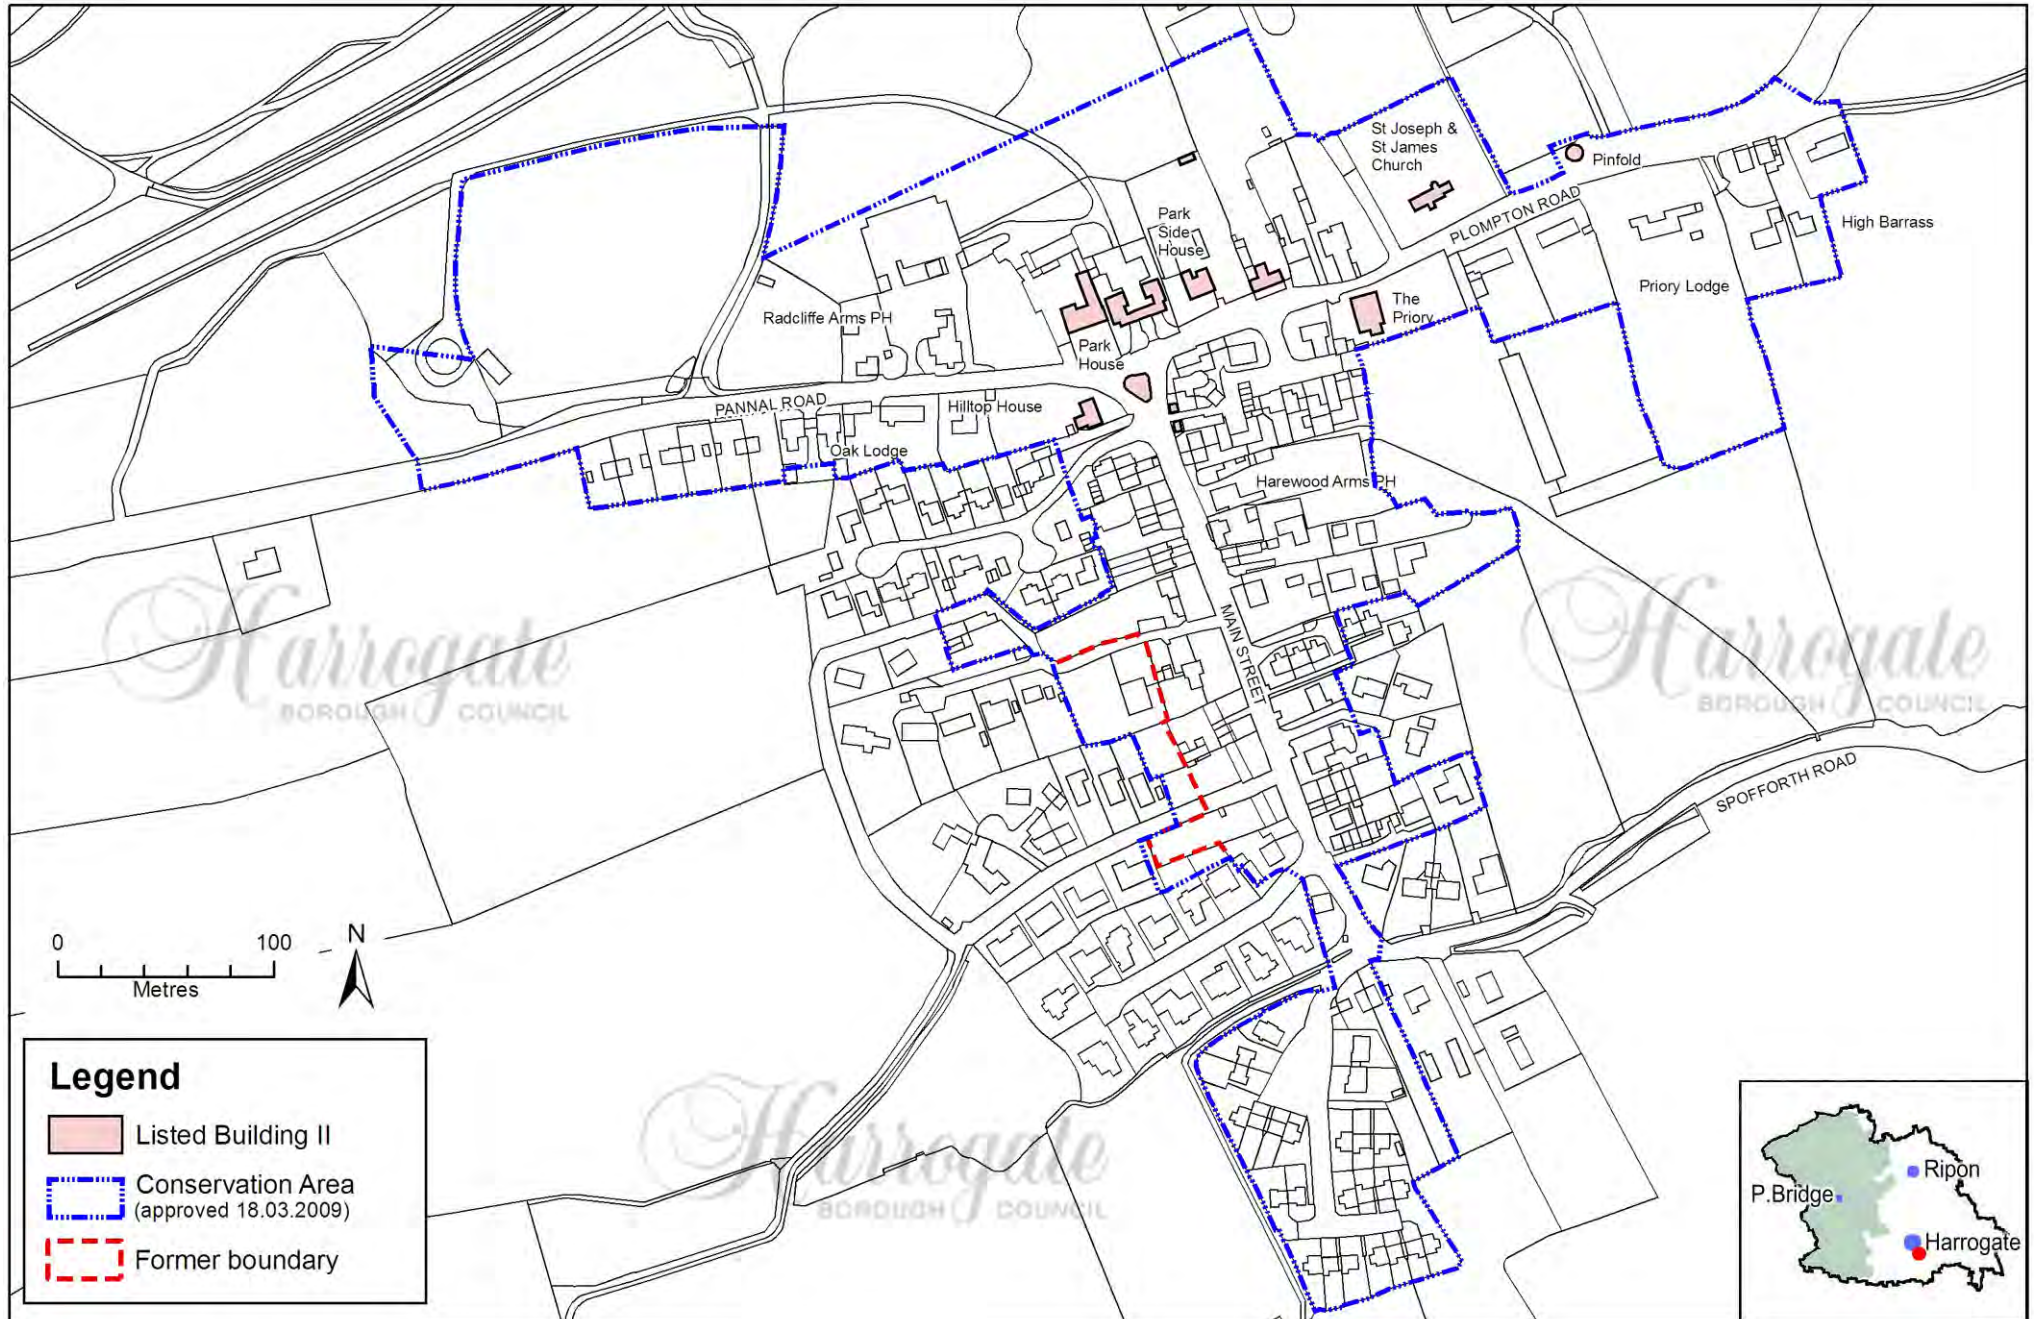 St Joseph &
St James
Church
Pinfold
PLOMPTON ROAD
High Barrass
Park
Side
House
Priory Lodge
The
Priory
Radcliffe Arms PH
Park
House
PANNAL ROAD
Hilltop House
Oak Lodge
Harewood Arms PH
MAIN STREET
Harrogate
BOROUGH COUNCIL
Harrogate
BOROUGH COUNCIL
SPOFFORTH ROAD
0 100
Metres
N
Harrogate
BOROUGH COUNCIL
Legend
Listed Building II
Conservation Area
(approved 18.03.2009)
Former boundary
Ripon
P.Bridge
Harrogate